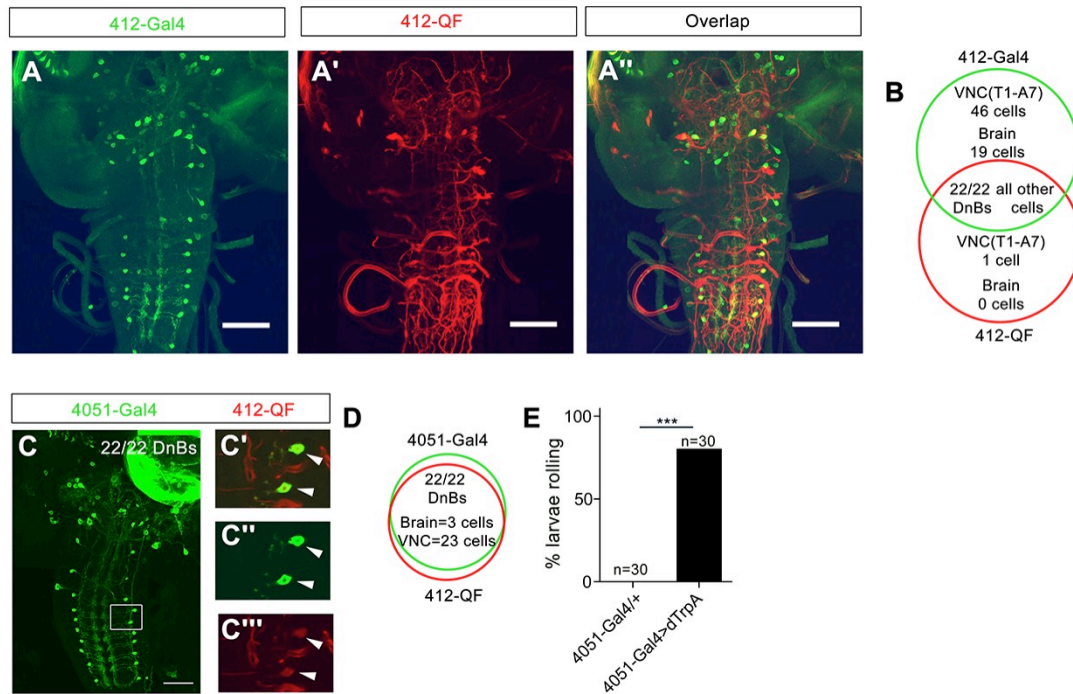 412-Gal4
412-QF
Overlap
A
A'
A''
B
412-Gal4
VNC(T1-A7)
46 cells
Brain
19 cells
22/22 all other
DnBs cells
VNC(T1-A7)
1 cell
Brain
0 cells
412-QF
4051-Gal4
412-QF
C
22/22 DnBs
C'
C''
C'''
D
4051-Gal4
22/22
DnBs
Brain=3 cells
VNC=23 cells
412-QF
E
% larvae rolling
100
50
0
***
n=30
n=30
4051-Gal4/+
4051-Gal4>dTrpA